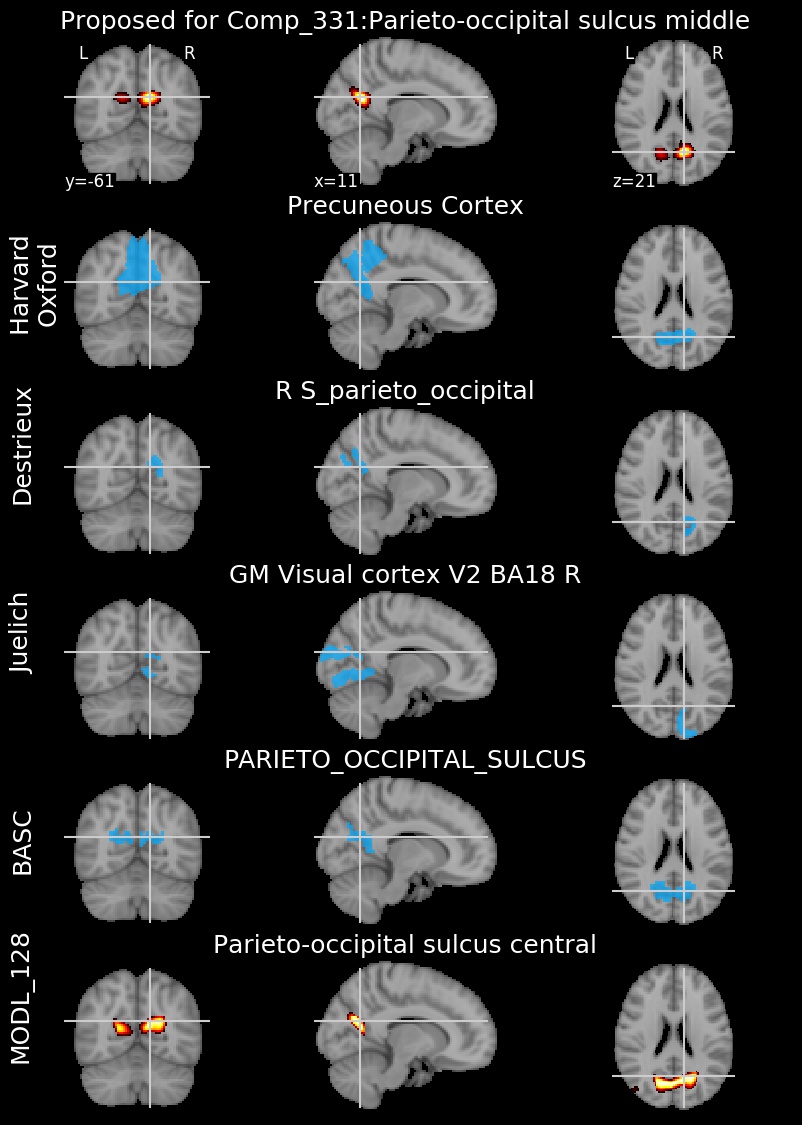 Proposed for Comp_331:Parieto-occipital sulcus middle
L R L R
y=-61 x=11 z=21
Precuneous Cortex
Harvard
Oxford
R S_parieto_occipital
Destrieux
GM Visual cortex V2 BA18 R
Juelich
PARIETO_OCCIPITAL_SULCUS
BASC
Parieto-occipital sulcus central
MODL_128